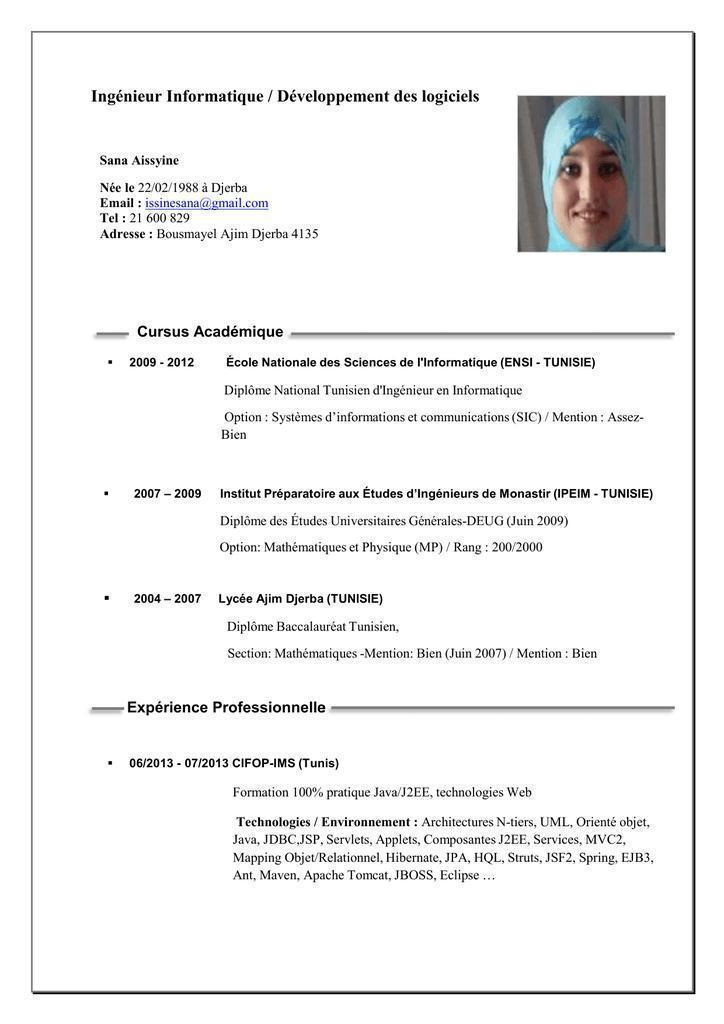 Ingénieur Informatique / Développement des logiciels
Sana Aissyine
Née le 22/02/1988 à Djerba
Email : issinesana@gmail.com
Tel : 21 600 829
Adresse : Bousmayel Ajim Djerba 4135
Cursus Académique
▪ 2009 - 2012 École Nationale des Sciences de l'Informatique (ENSI - TUNISIE)
Diplôme National Tunisien d'Ingénieur en Informatique
Option : Systèmes d’informations et communications (SIC) / Mention : Assez-
Bien
▪ 2007 – 2009 Institut Préparatoire aux Études d’Ingénieurs de Monastir (IPEIM - TUNISIE)
Diplôme des Études Universitaires Générales-DEUG (Juin 2009)
Option: Mathématiques et Physique (MP) / Rang : 200/2000
▪ 2004 – 2007 Lycée Ajim Djerba (TUNISIE)
Diplôme Baccalauréat Tunisien,
Section: Mathématiques -Mention: Bien (Juin 2007) / Mention : Bien
Expérience Professionnelle
▪ 06/2013 - 07/2013 CIFOP-IMS (Tunis)
Formation 100% pratique Java/J2EE, technologies Web
Technologies / Environnement : Architectures N-tiers, UML, Orienté objet,
Java, JDBC,JSP, Servlets, Applets, Composantes J2EE, Services, MVC2,
Mapping Objet/Relationnel, Hibernate, JPA, HQL, Struts, JSF2, Spring, EJB3,
Ant, Maven, Apache Tomcat, JBOSS, Eclipse …